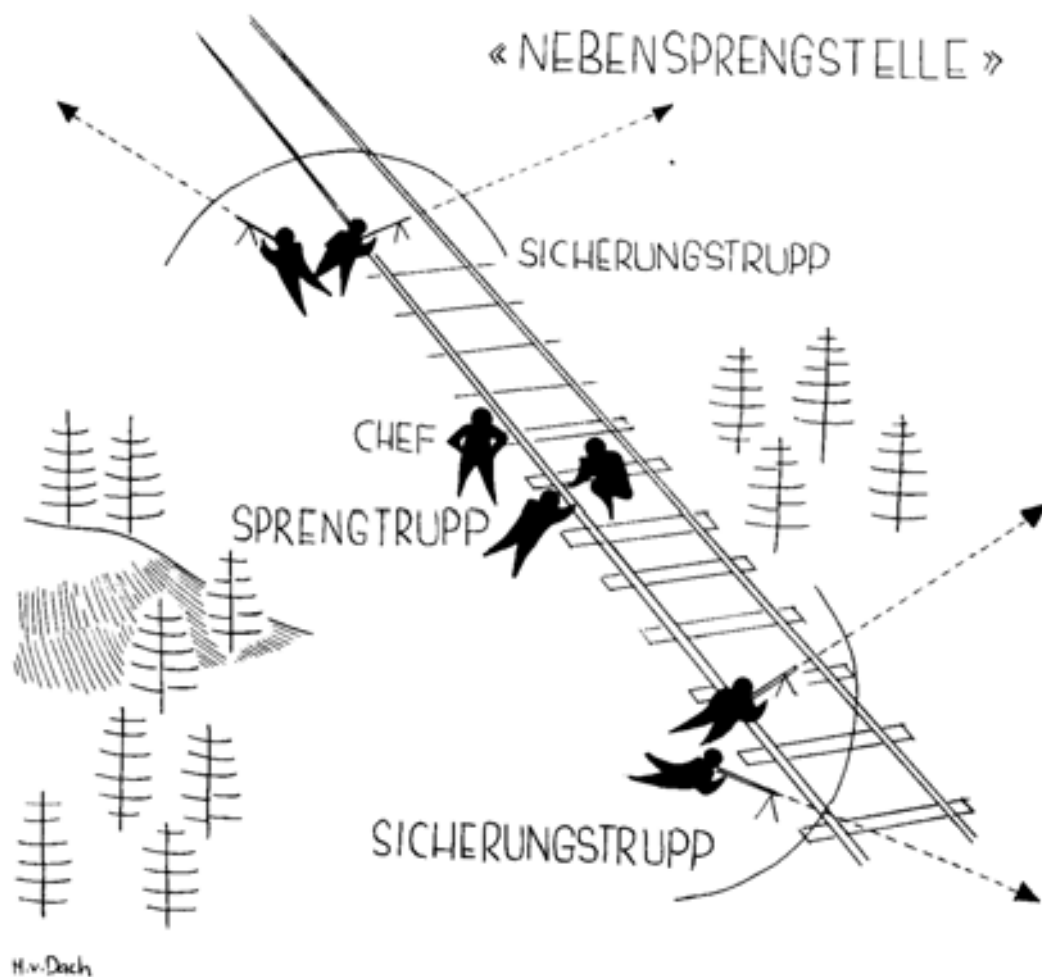 « NEBENSPRENGSTELLE »
SICHERUNGSTRUPP
CHEF
SPRENGTRUPP
SICHERUNGSTRUPP
H.v.Dach